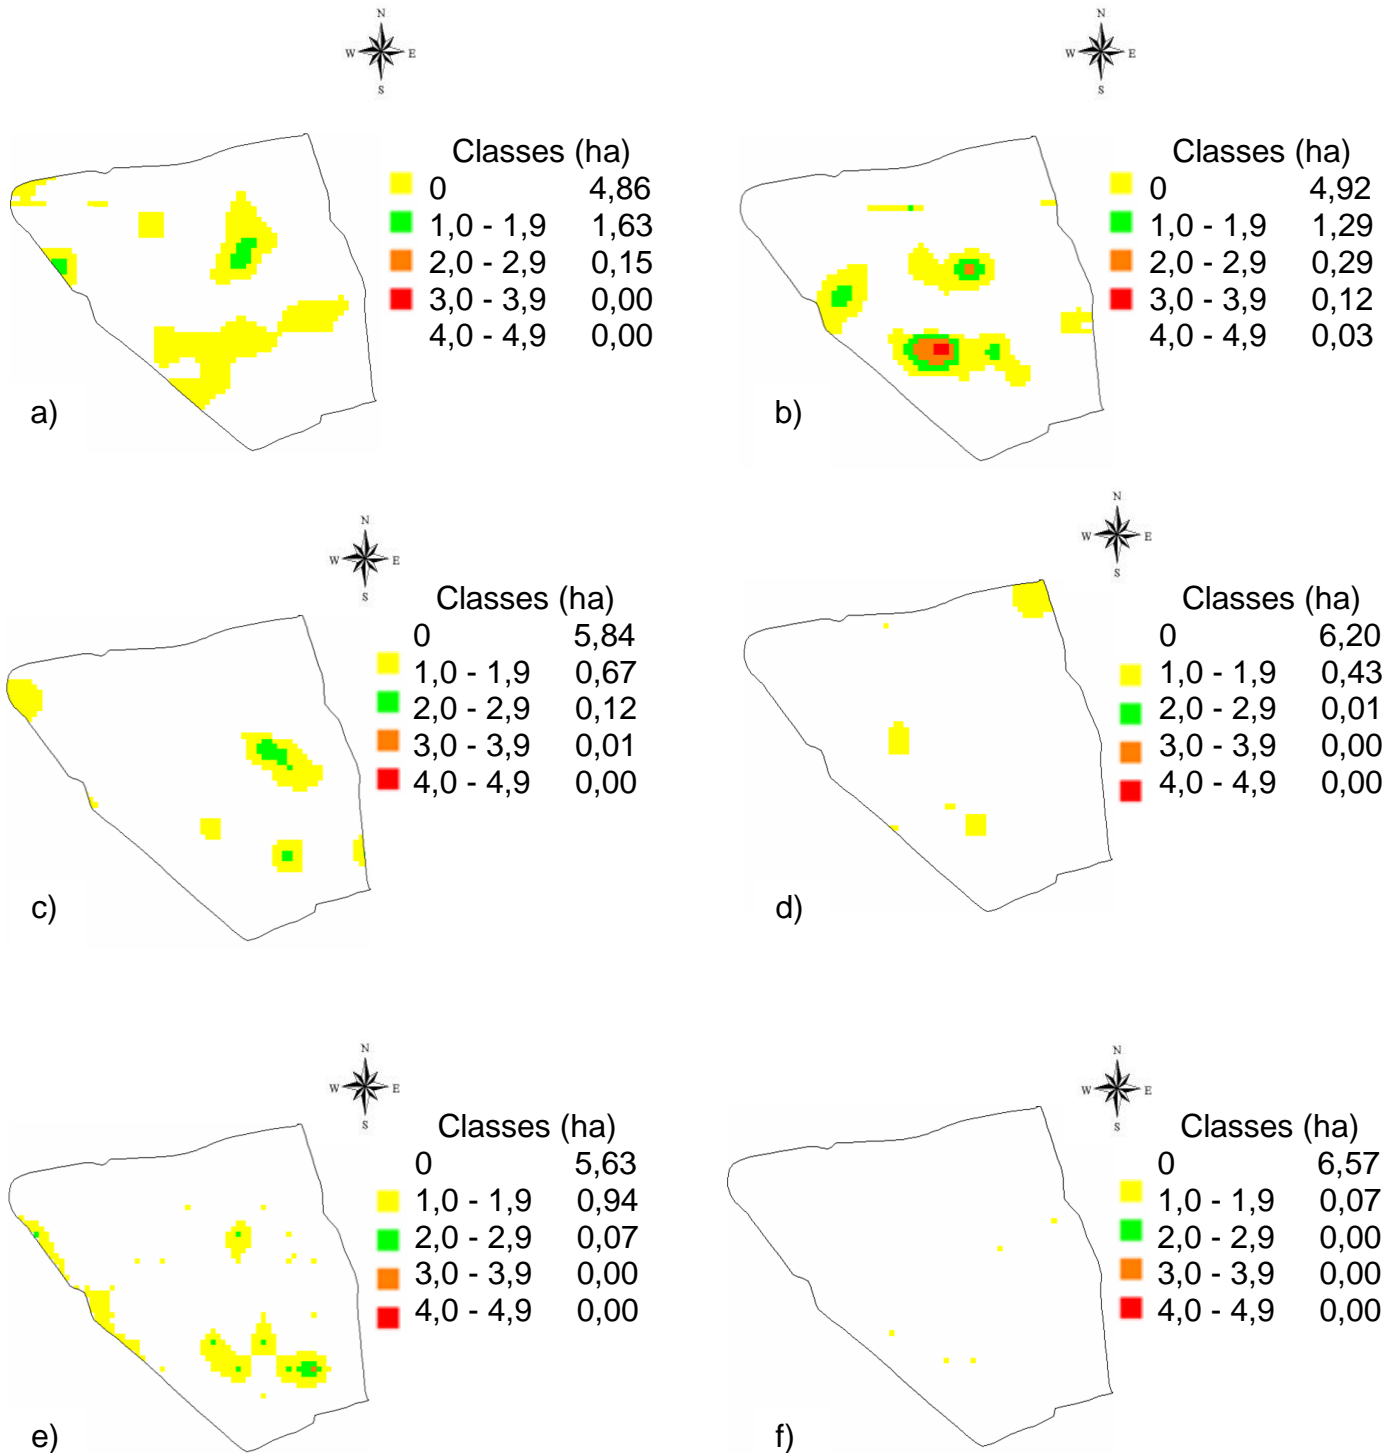 N
W E
S
Classes (ha)
0 4,86
1,0 - 1,9 1,63
2,0 - 2,9 0,15
3,0 - 3,9 0,00
4,0 - 4,9 0,00
a)
N
W E
S
Classes (ha)
0 4,92
1,0 - 1,9 1,29
2,0 - 2,9 0,29
3,0 - 3,9 0,12
4,0 - 4,9 0,03
b)
N
W E
S
Classes (ha)
0 5,84
1,0 - 1,9 0,67
2,0 - 2,9 0,12
3,0 - 3,9 0,01
4,0 - 4,9 0,00
c)
N
W E
S
Classes (ha)
0 6,20
1,0 - 1,9 0,43
2,0 - 2,9 0,01
3,0 - 3,9 0,00
4,0 - 4,9 0,00
d)
N
W E
S
Classes (ha)
0 5,63
1,0 - 1,9 0,94
2,0 - 2,9 0,07
3,0 - 3,9 0,00
4,0 - 4,9 0,00
e)
N
W E
S
Classes (ha)
0 6,57
1,0 - 1,9 0,07
2,0 - 2,9 0,00
3,0 - 3,9 0,00
4,0 - 4,9 0,00
f)